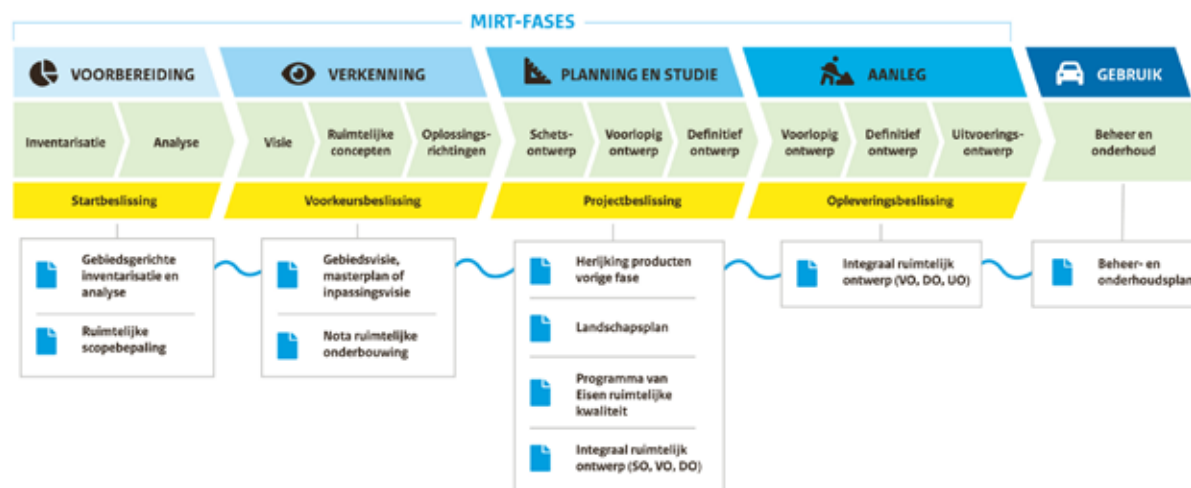 MIRT-FASES
VOORBEREIDING
VERKENNING
PLANNING EN STUDIE
AANLEG
GEBRUIK
Inventarisatie
Analyse
Visie
Ruimtelijke
concepten
Oplossings-
richtingen
Schets-
ontwerp
Voorlopig
ontwerp
Definitief
ontwerp
Voorlopig
ontwerp
Definitief
ontwerp
Uitvoerings-
ontwerp
Beheer en
onderhoud
Startbeslissing
Voorkeursbeslissing
Projectbeslissing
Opleveringsbeslissing
Gebiedsgerichte
inventarisatie en
analyse
Ruimtelijke
scopebepaling
Gebiedsvisie,
masterplan of
inpassingsvisie
Nota ruimtelijke
onderbouwing
Herijking producten
vorige fase
Landschapsplan
Programma van
Eisen ruimtelijke
kwaliteit
Integraal ruimtelijk
ontwerp (SO, VO, DO)
Integraal ruimtelijk
ontwerp (VO, DO, UO)
Beheer- en
onderhoudsplan